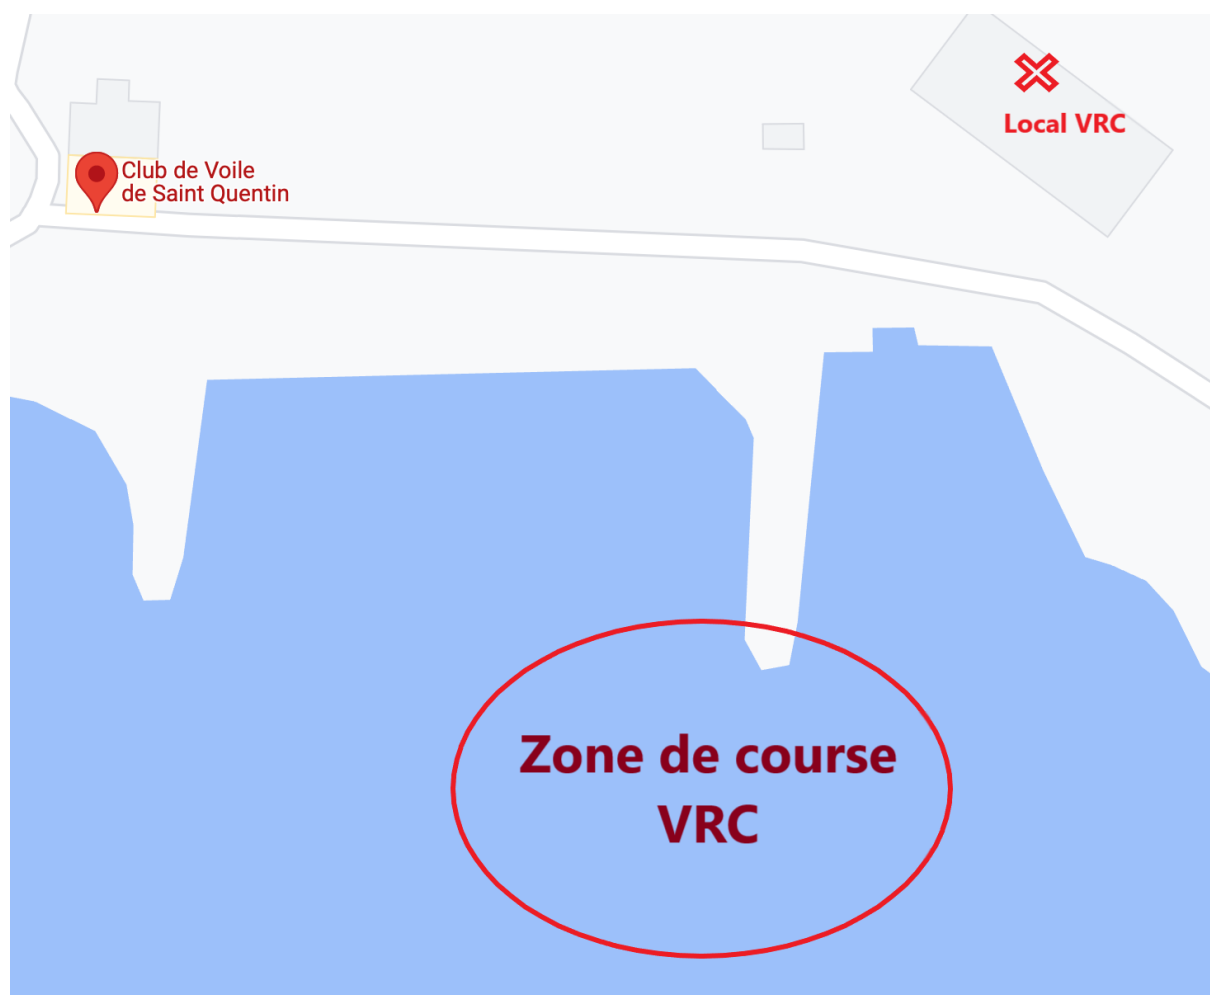 Local VRC
Club de Voile
de Saint Quentin
Zone de course
VRC